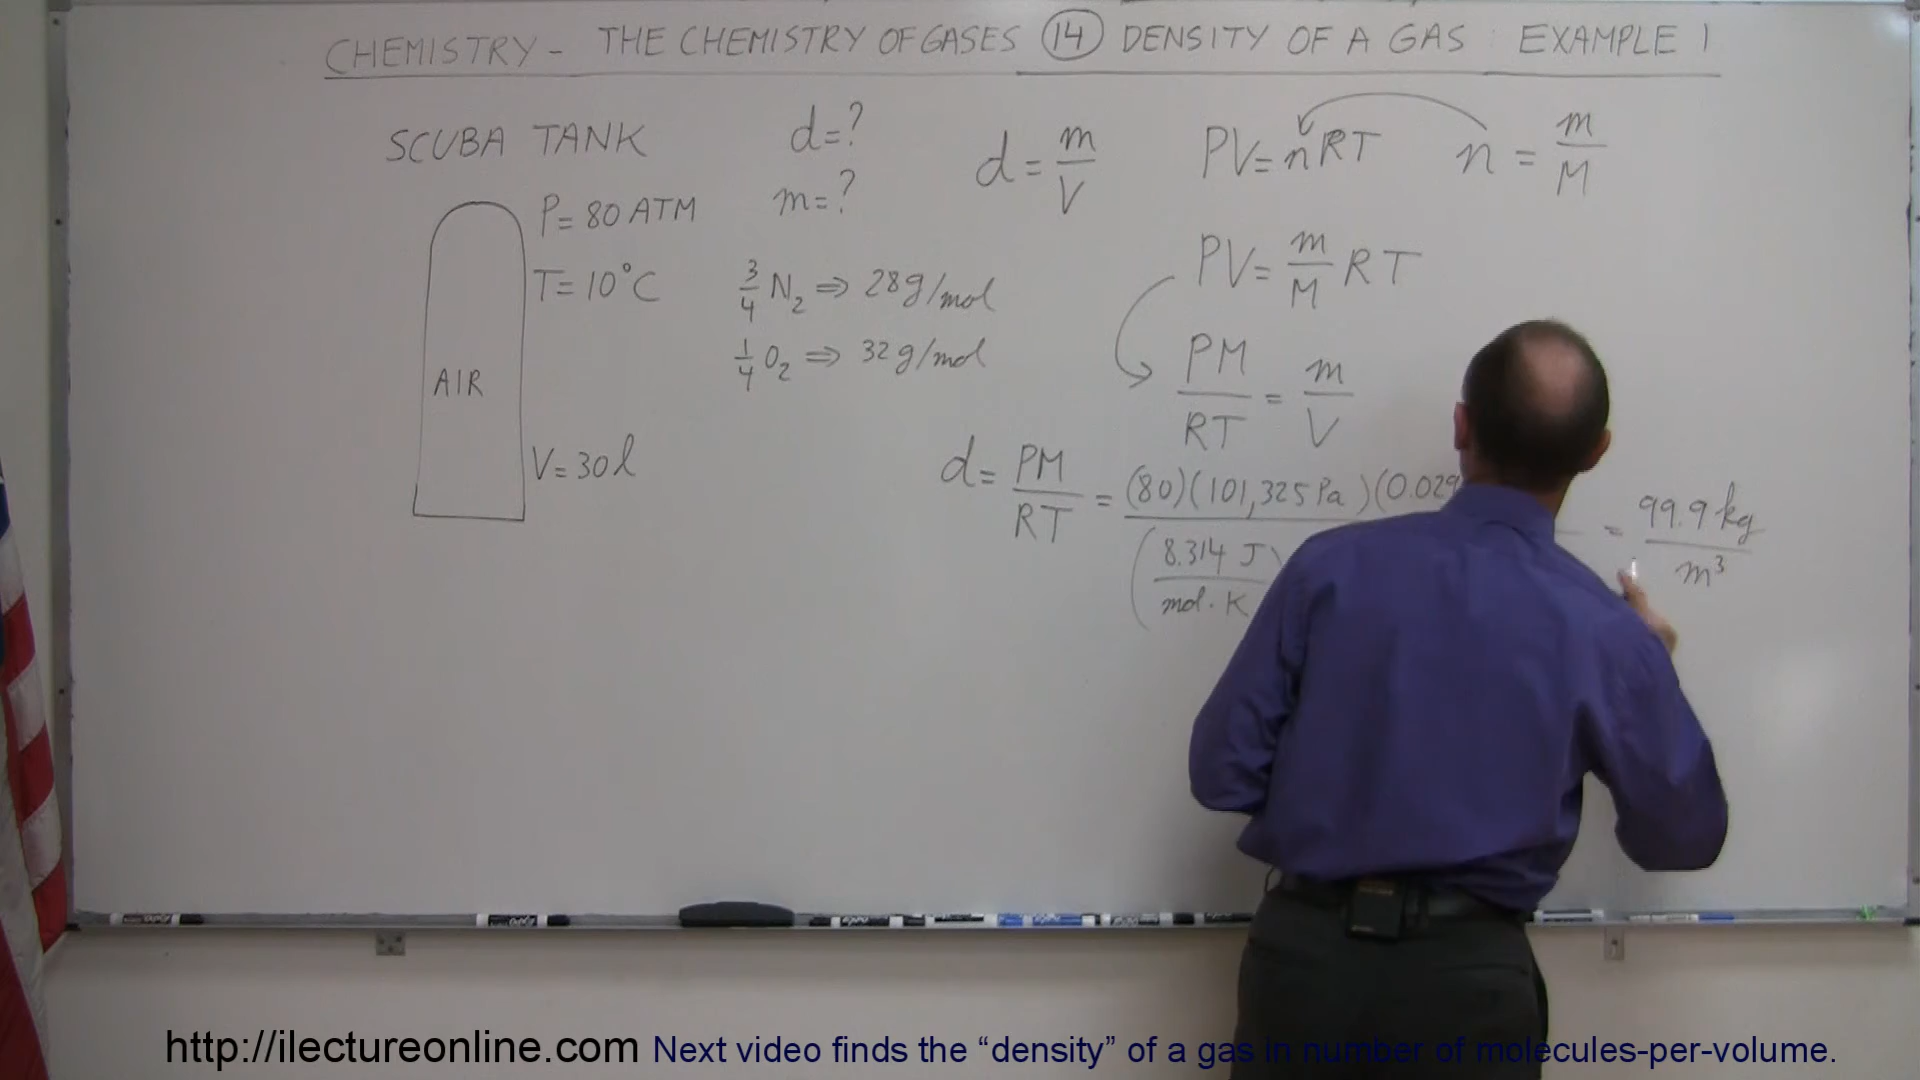 CHEMISTRY - THE CHEMISTRY OF GASES 14 DENSITY OF A GAS : EXAMPLE 1
SCUBA TANK
P = 80 ATM
T = 10°C
AIR
V = 30 l
d = ?
m = ?
3/4 N₂ ⇒ 28 g/mol
1/4 O₂ ⇒ 32 g/mol
d = m/V
PV = nRT
n = m/M
PV = m/M RT
PM/RT = m/V
d = PM/RT = (80)(101,325 Pa)(0.029 / (8.314 J / mol·K) = 99.9 kg/m³
http://ilectureonline.com Next video finds the “density” of a gas in number of molecules-per-volume.